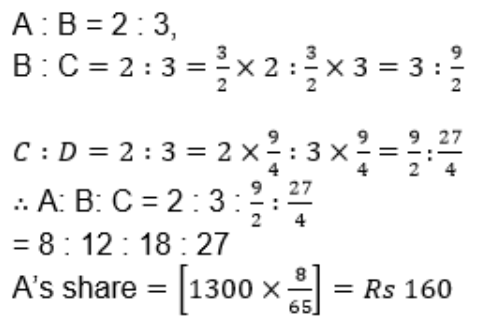 A : B = 2 : 3,
B : C = 2 : 3 = 3/2 × 2 : 3/2 × 3 = 3 : 9/2
C : D = 2 : 3 = 2 × 9/4 : 3 × 9/4 = 9/2 : 27/4
∴ A: B: C = 2 : 3 : 9/2 : 27/4
= 8 : 12 : 18 : 27
A’s share = [1300 × 8/65] = Rs 160